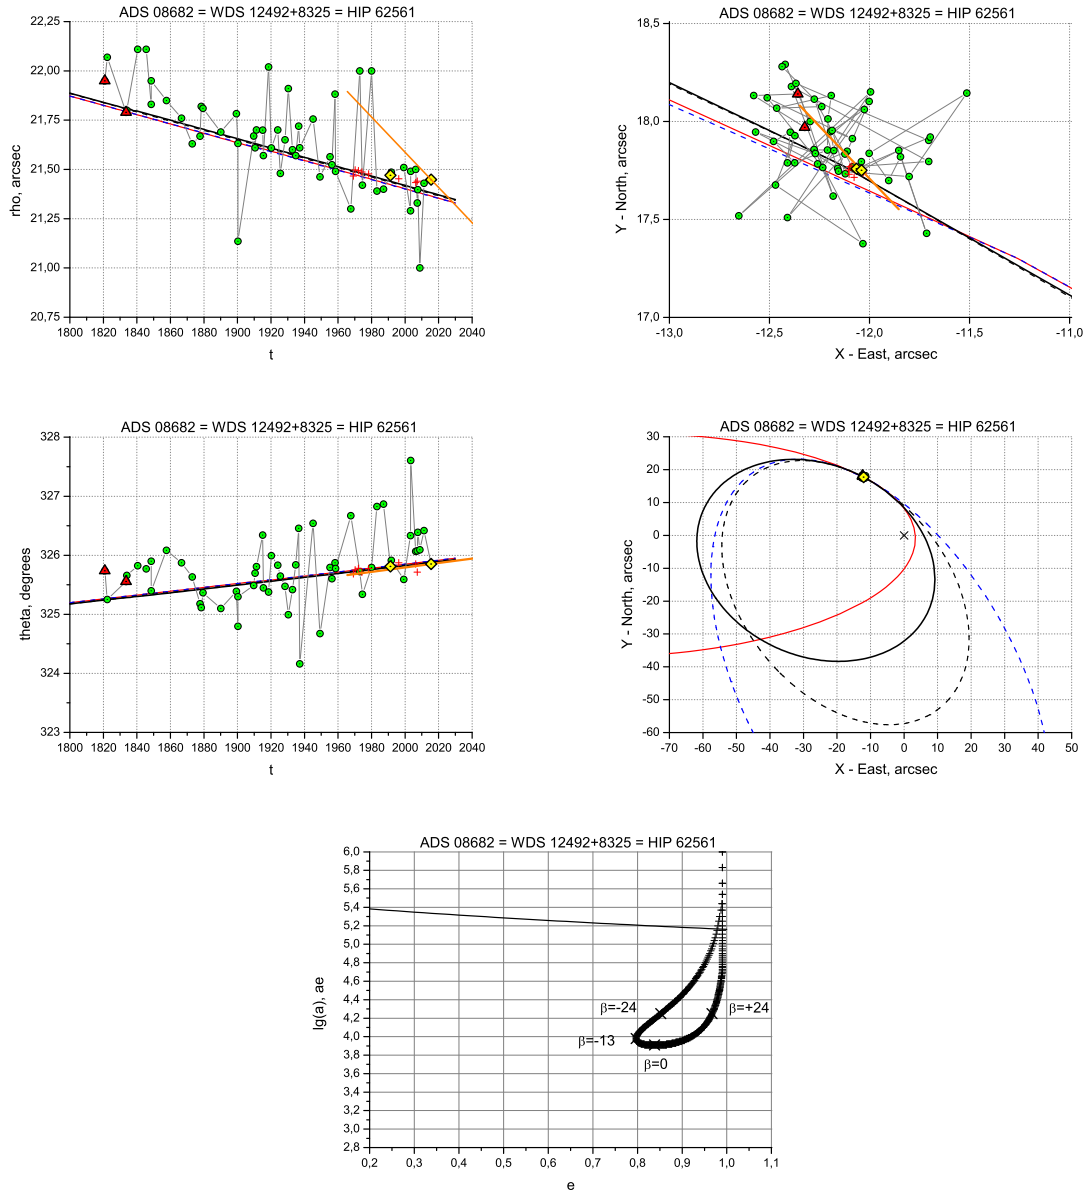 ADS 08682 = WDS 12492+8325 = HIP 62561
22,25
22,00
21,75
21,50
21,25
21,00
20,75
rho, arcsec
1800 1820 1840 1860 1880 1900 1920 1940 1960 1980 2000 2020 2040
t
ADS 08682 = WDS 12492+8325 = HIP 62561
18,5
18,0
17,5
17,0
Y - North, arcsec
-13,0 -12,5 -12,0 -11,5 -11,0
X - East, arcsec
ADS 08682 = WDS 12492+8325 = HIP 62561
328
327
326
325
324
323
theta, degrees
1800 1820 1840 1860 1880 1900 1920 1940 1960 1980 2000 2020 2040
t
ADS 08682 = WDS 12492+8325 = HIP 62561
30
20
10
0
-10
-20
-30
-40
-50
-60
Y - North, arcsec
-70 -60 -50 -40 -30 -20 -10 0 10 20 30 40 50
X - East, arcsec
ADS 08682 = WDS 12492+8325 = HIP 62561
6,0
5,8
5,6
5,4
5,2
5,0
4,8
4,6
4,4
4,2
4,0
3,8
3,6
3,4
3,2
3,0
2,8
lg(a), ae
β=-24
β=+24
β=-13
β=0
0,2 0,3 0,4 0,5 0,6 0,7 0,8 0,9 1,0 1,1
e